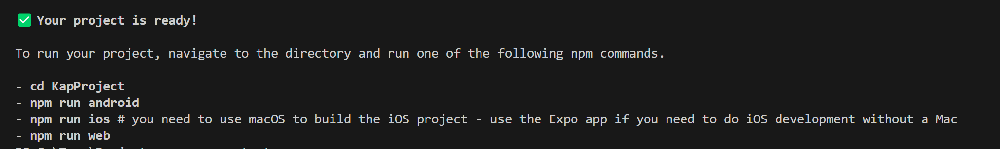 ✅ Your project is ready!
To run your project, navigate to the directory and run one of the following npm commands.
- cd KapProject
- npm run android
- npm run ios # you need to use macOS to build the iOS project - use the Expo app if you need to do iOS development without a Mac
- npm run web